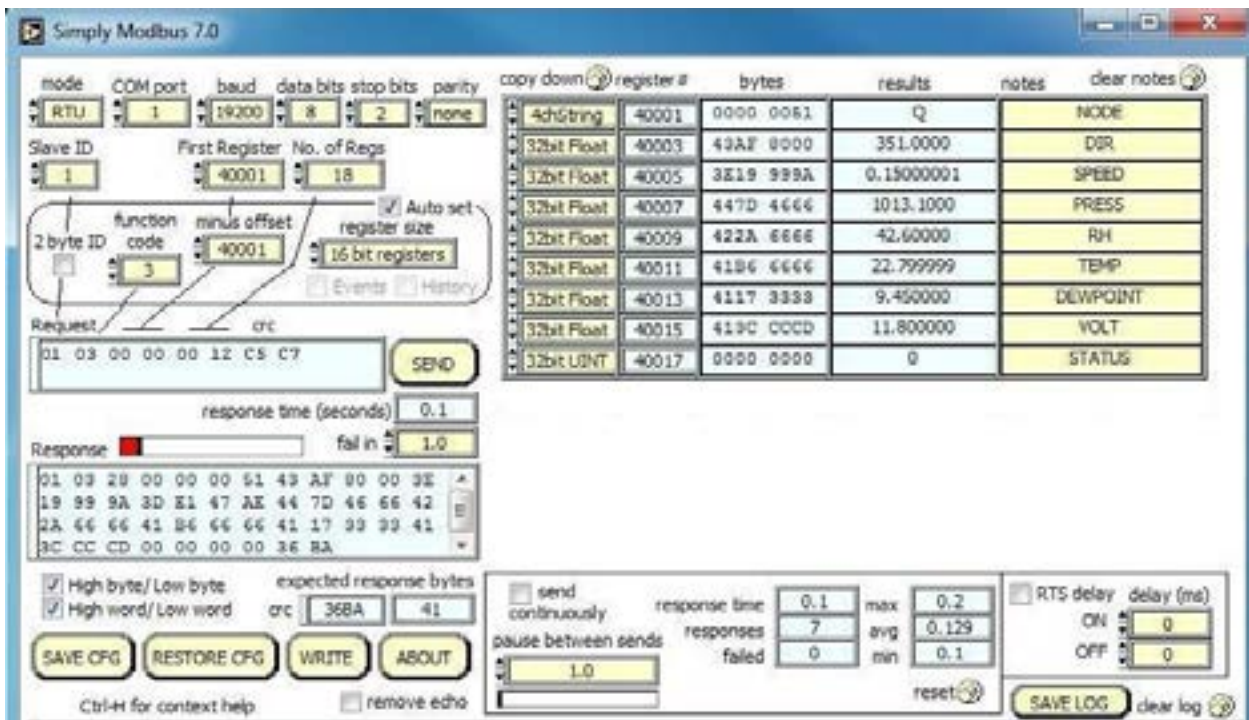 Simply Modbus 7.0
mode COM port baud data bits stop bits parity
RTU 1 19200 8 2 none
Slave ID First Register No. of Regs
1 40001 18
Auto set
2 byte ID function code minus offset register size
3 40001 16 bit registers
Events History
Request crc
01 03 00 00 00 12 C5 C7
SEND
response time (seconds) 0.1
Response fail in 1.0
01 03 28 00 00 00 51 43 AF 80 00 3E
19 99 9A 3D E1 47 AE 44 7D 46 66 42
2A 66 66 41 B6 66 66 41 17 33 33 41
3C CC CD 00 00 00 00 36 BA
High byte/ Low byte expected response bytes
High word/ Low word crc 36BA 41
SAVE CFG RESTORE CFG WRITE ABOUT
Ctrl-H for context help remove echo
copy down register # bytes results notes clear notes
4chString 40001 0000 0051 Q NODE
32bit Float 40003 43AF 8000 351.0000 DIR
32bit Float 40005 3E19 999A 0.15000001 SPEED
32bit Float 40007 447D 4666 1013.1000 PRESS
32bit Float 40009 422A 6666 42.60000 RH
32bit Float 40011 41B6 6666 22.799999 TEMP
32bit Float 40013 4117 3333 9.450000 DEWPOINT
32bit Float 40015 413C CCCD 11.800000 VOLT
32bit UINT 40017 0000 0000 0 STATUS
send continuously
pause between sends
1.0
response time 0.1 max 0.2
responses 7 avg 0.129
failed 0 min 0.1
reset
RTS delay delay (ms)
ON 0
OFF 0
SAVE LOG clear log